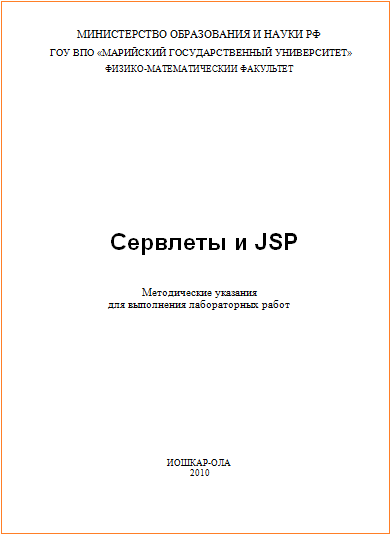 МИНИСТЕРСТВО ОБРАЗОВАНИЯ И НАУКИ РФ
ГОУ ВПО «МАРИЙСКИЙ ГОСУДАРСТВЕННЫЙ УНИВЕРСИТЕТ»
ФИЗИКО-МАТЕМАТИЧЕСКИЙ ФАКУЛЬТЕТ
Сервлеты и JSP
Методические указания
для выполнения лабораторных работ
ЙОШКАР-ОЛА
2010